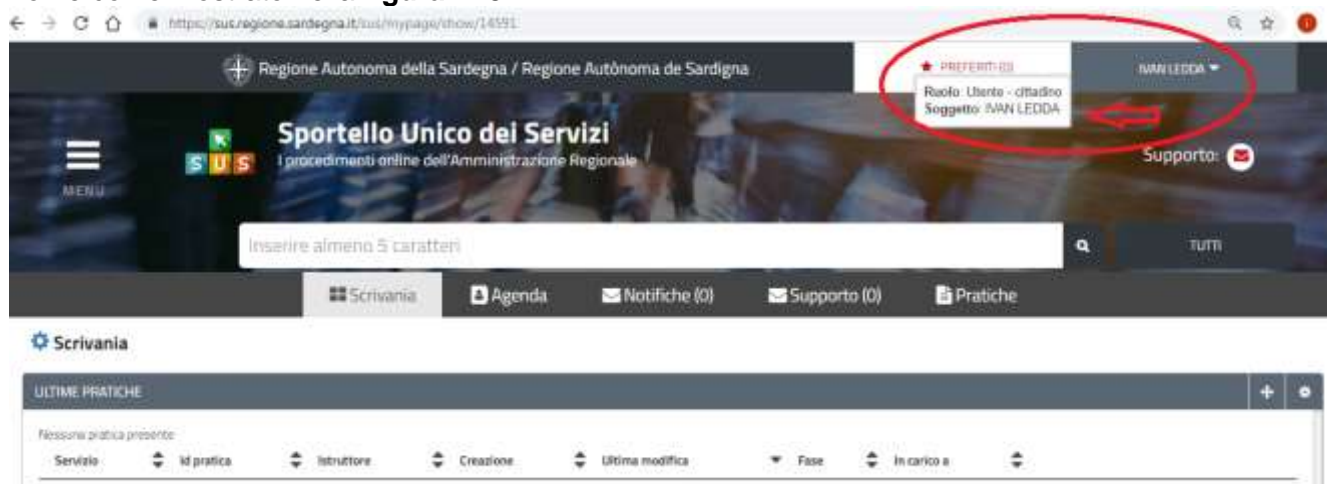 https://sus.regione.sardegna.it/sus/mypage/show/14591
Regione Autonoma della Sardegna / Regione Autònoma de Sardigna
PREFERITI (0)
IVAN LEDDA
Ruolo: Utente - cittadino
Soggetto: IVAN LEDDA
MENU
SUS
Sportello Unico dei Servizi
I procedimenti online dell'Amministrazione Regionale
Supporto:
Inserire almeno 5 caratteri
TUTTI
Scrivania
Agenda
Notifiche (0)
Supporto (0)
Pratiche
Scrivania
ULTIME PRATICHE
Nessuna pratica presente
Servizio
Id pratica
Istruttore
Creazione
Ultima modifica
Fase
In carico a